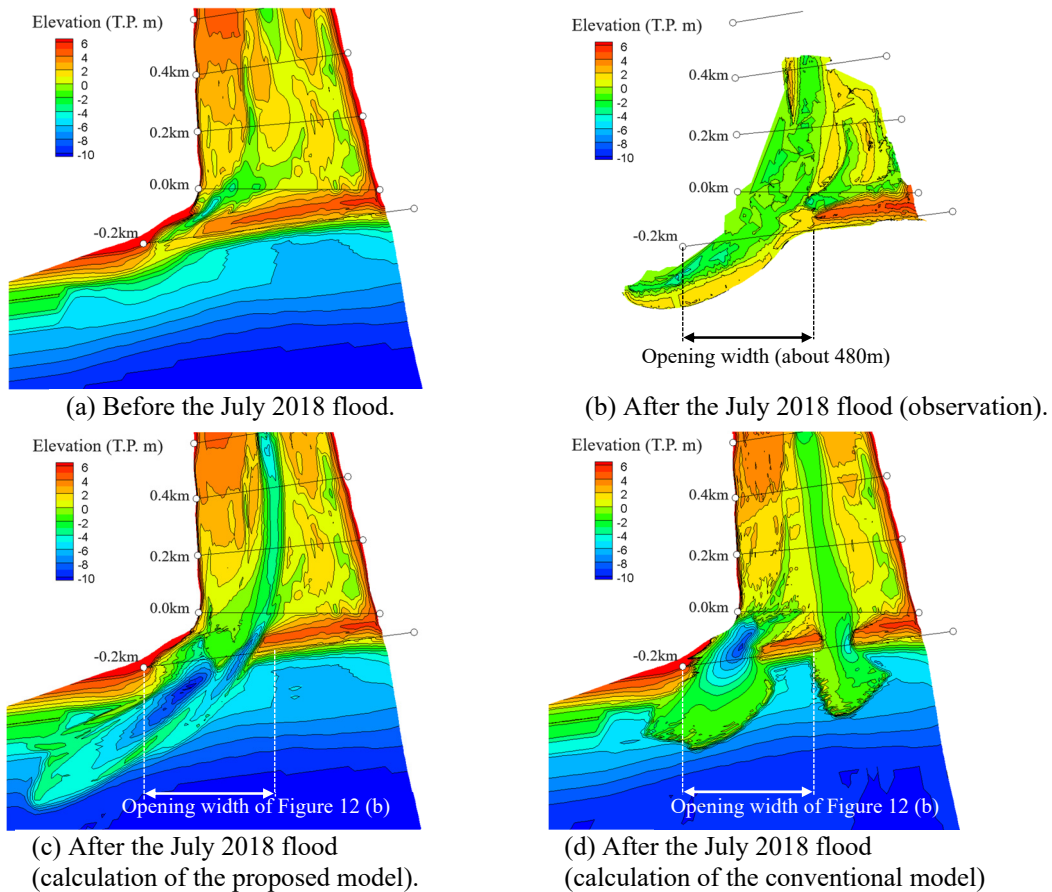 Elevation (T.P. m)
6
4
2
0
-2
-4
-6
-8
-10
0.4km
0.2km
0.0km
-0.2km
(a) Before the July 2018 flood.
Elevation (T.P. m)
6
4
2
0
-2
-4
-6
-8
-10
0.4km
0.2km
0.0km
-0.2km
Opening width (about 480m)
(b) After the July 2018 flood (observation).
Elevation (T.P. m)
6
4
2
0
-2
-4
-6
-8
-10
0.4km
0.2km
0.0km
-0.2km
Opening width of Figure 12 (b)
(c) After the July 2018 flood
(calculation of the proposed model).
Elevation (T.P. m)
6
4
2
0
-2
-4
-6
-8
-10
0.4km
0.2km
0.0km
-0.2km
Opening width of Figure 12 (b)
(d) After the July 2018 flood
(calculation of the conventional model)